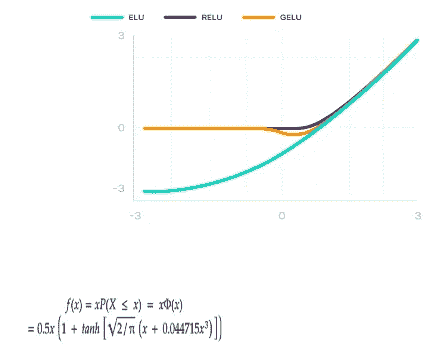 ELU RELU GELU
3
0
-3
-3 0 3
f(x) = xP(X ≤ x) = xΦ(x)
= 0.5x (1 + tanh [√2/π (x + 0.044715x³)])